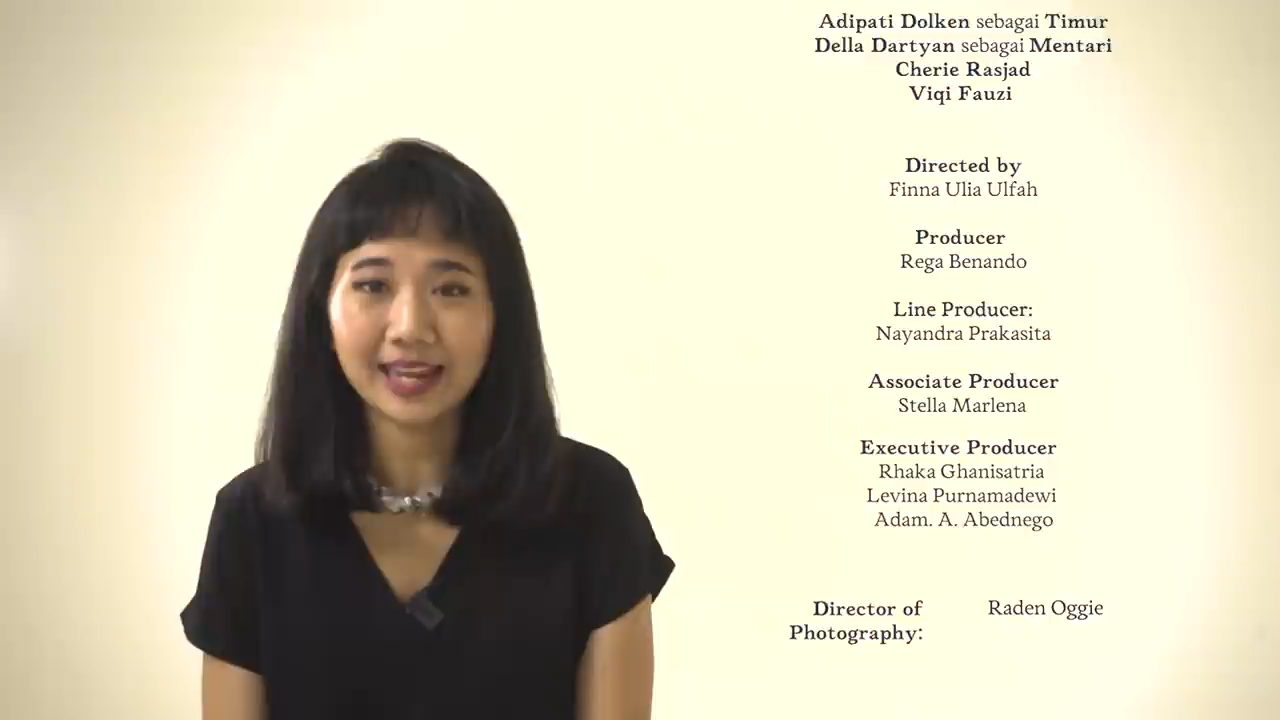 Adipati Dolken sebagai Timur
Della Dartyan sebagai Mentari
Cherie Rasjad
Viqi Fauzi
Directed by
Finna Ulia Ulfah
Producer
Rega Benando
Line Producer:
Nayandra Prakasita
Associate Producer
Stella Marlena
Executive Producer
Rhaka Ghanisatria
Levina Purnamadewi
Adam. A. Abednego
Director of Photography:
Raden Oggie